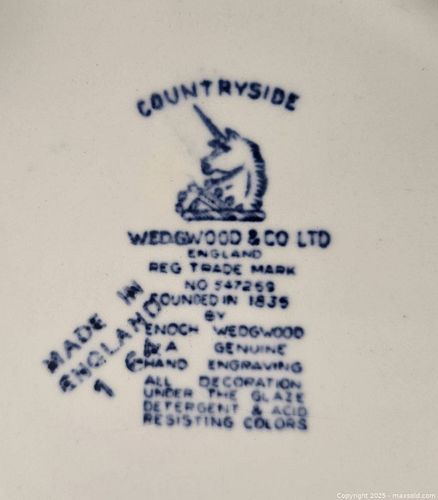 COUNTRYSIDE
WEDGWOOD & CO LTD
ENGLAND
REG TRADE MARK
NO 547269
FOUNDED IN 1835
BY
ENOCH WEDGWOOD
A GENUINE
HAND ENGRAVING
ALL DECORATION
UNDER THE GLAZE
DETERGENT & ACID
RESISTING COLORS
MADE IN
ENGLAND
1 6
Copyright 2025 - maxsold.com